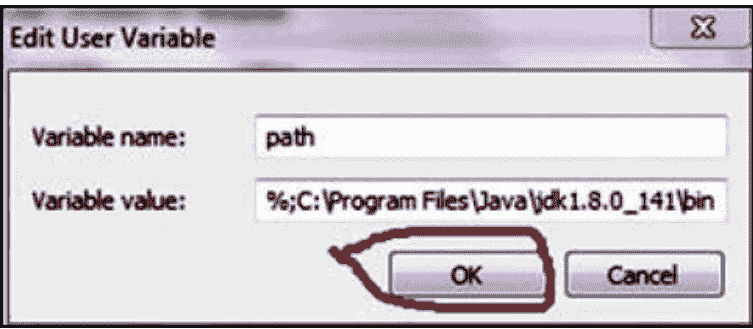 Edit User Variable
Variable name: path
Variable value: %;C:\Program Files\Java\jdk1.8.0_141\bin
OK Cancel